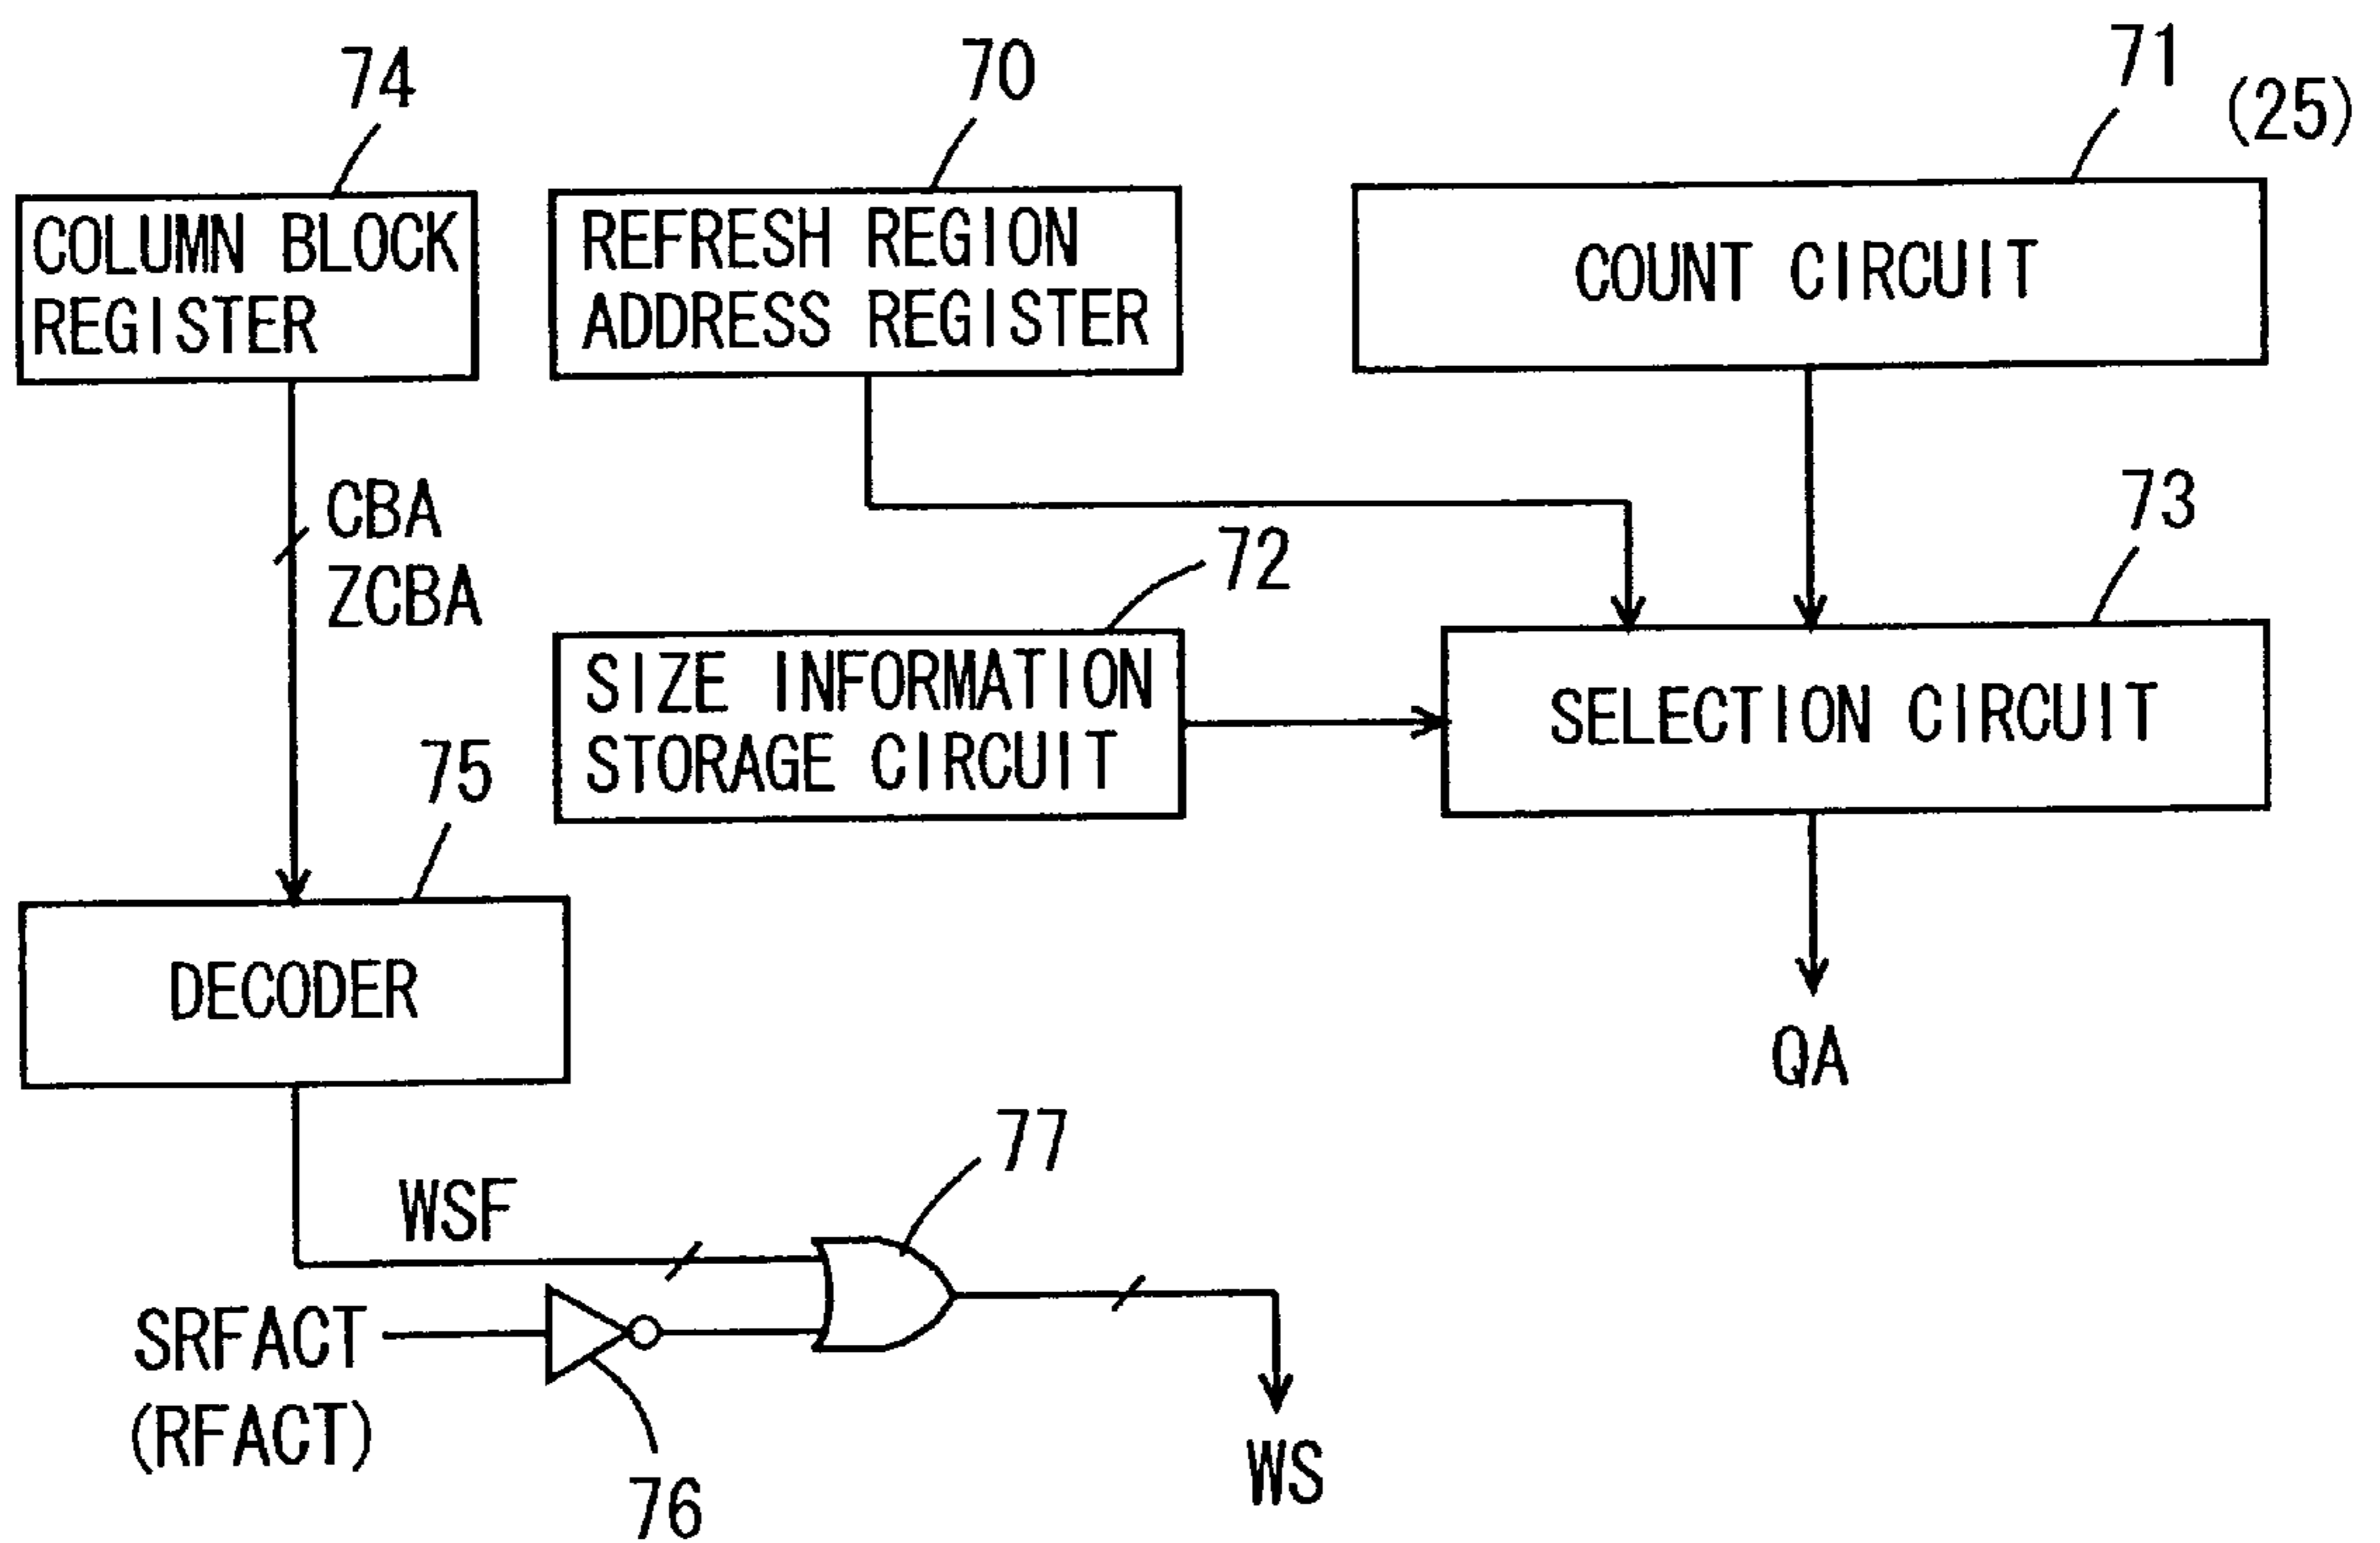 74
70
71
(25)
COLUMN BLOCK
REGISTER
REFRESH REGION
ADDRESS REGISTER
COUNT CIRCUIT
CBA
ZCBA
72
73
SIZE INFORMATION
STORAGE CIRCUIT
SELECTION CIRCUIT
75
DECODER
QA
77
WSF
SRFACT
(RFACT)
76
WS